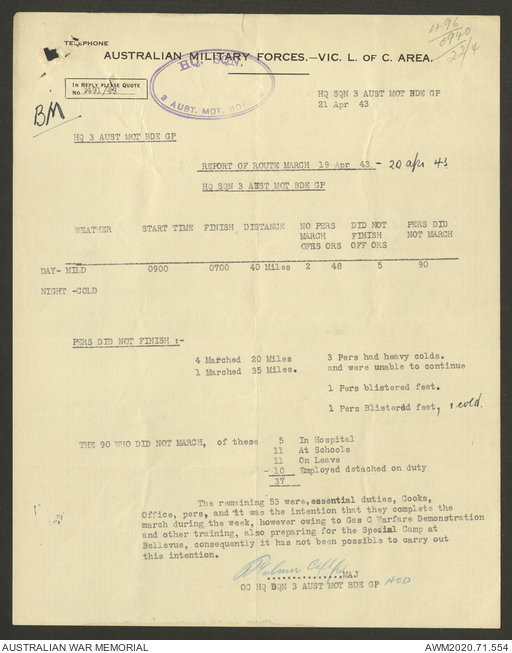 TELEPHONE
AUSTRALIAN MILITARY FORCES.—VIC. L. OF C. AREA.
HQ. SQN.
3 AUST. MOT. BDE
IN REPLY PLEASE QUOTE
No.
BM
HQ SQN 3 AUST MOT BDE GP
21 Apr 43
HQ 3 AUST MOT BDE GP
REPORT OF ROUTE MARCH 19 Apr 43 - 20 Apr 43
HQ SQN 3 AUST MOT BDE GP
WEATHER START TIME FINISH DISTANCE NO PERS DID NOT PERS DID
MARCH FINISH NOT MARCH
OFRS ORS OFF ORS
DAY- MILD 0900 0700 40 Miles 2 48 5 90
NIGHT -COLD
PERS DID NOT FINISH :-
4 Marched 20 Miles 3 Pers had heavy colds.
1 Marched 35 Miles. and were unable to continue
1 Pers blistered feet.
1 Pers Blistered feet, 1 cold.
THE 90 WHO DID NOT MARCH, of these 5 In Hospital
11 At Schools
11 On Leave
10 Employed detached on duty
37
The remaining 53 were, essential duties, Cooks,
Office, pers, and it was the intention that they complete the
march during the week, however owing to Gas C Warfare Demonstration
and other training, also preparing for the Special Camp at
Bellevue, consequently it has not been possible to carry out
this intention.
MAJ
OC HQ SQN 3 AUST MOT BDE GP
AUSTRALIAN WAR MEMORIAL AWM2020.71.554